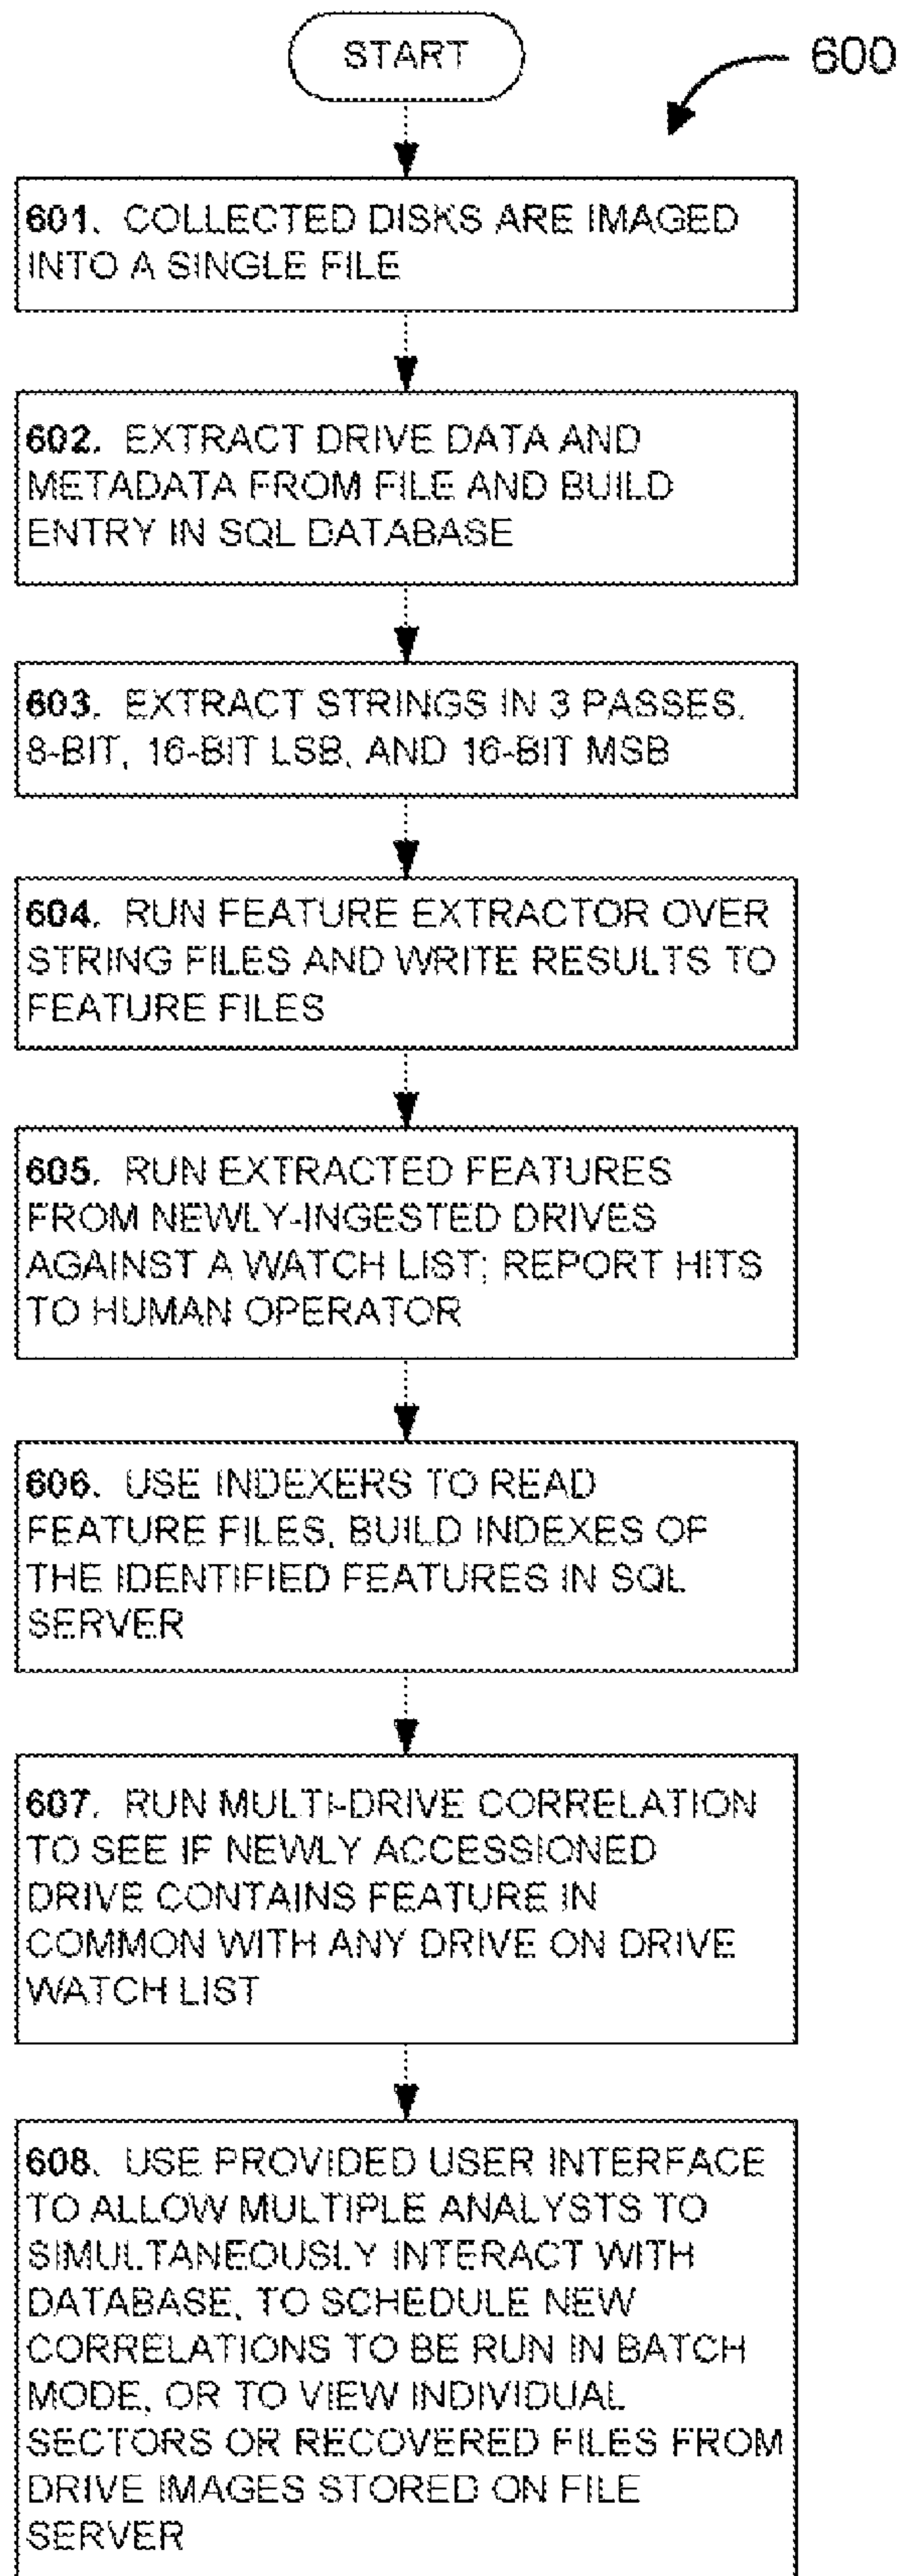 START
600
601. COLLECTED DISKS ARE IMAGED
INTO A SINGLE FILE
602. EXTRACT DRIVE DATA AND
METADATA FROM FILE AND BUILD
ENTRY IN SQL DATABASE
603. EXTRACT STRINGS IN 3 PASSES.
8-BIT, 16-BIT LSB, AND 16-BIT MSB
604. RUN FEATURE EXTRACTOR OVER
STRING FILES AND WRITE RESULTS TO
FEATURE FILES
605. RUN EXTRACTED FEATURES
FROM NEWLY-INGESTED DRIVES
AGAINST A WATCH LIST; REPORT HITS
TO HUMAN OPERATOR
606. USE INDEXERS TO READ
FEATURE FILES, BUILD INDEXES OF
THE IDENTIFIED FEATURES IN SQL
SERVER
607. RUN MULTI-DRIVE CORRELATION
TO SEE IF NEWLY ACCESSIONED
DRIVE CONTAINS FEATURE IN
COMMON WITH ANY DRIVE ON DRIVE
WATCH LIST
608. USE PROVIDED USER INTERFACE
TO ALLOW MULTIPLE ANALYSTS TO
SIMULTANEOUSLY INTERACT WITH
DATABASE, TO SCHEDULE NEW
CORRELATIONS TO BE RUN IN BATCH
MODE, OR TO VIEW INDIVIDUAL
SECTORS OR RECOVERED FILES FROM
DRIVE IMAGES STORED ON FILE
SERVER